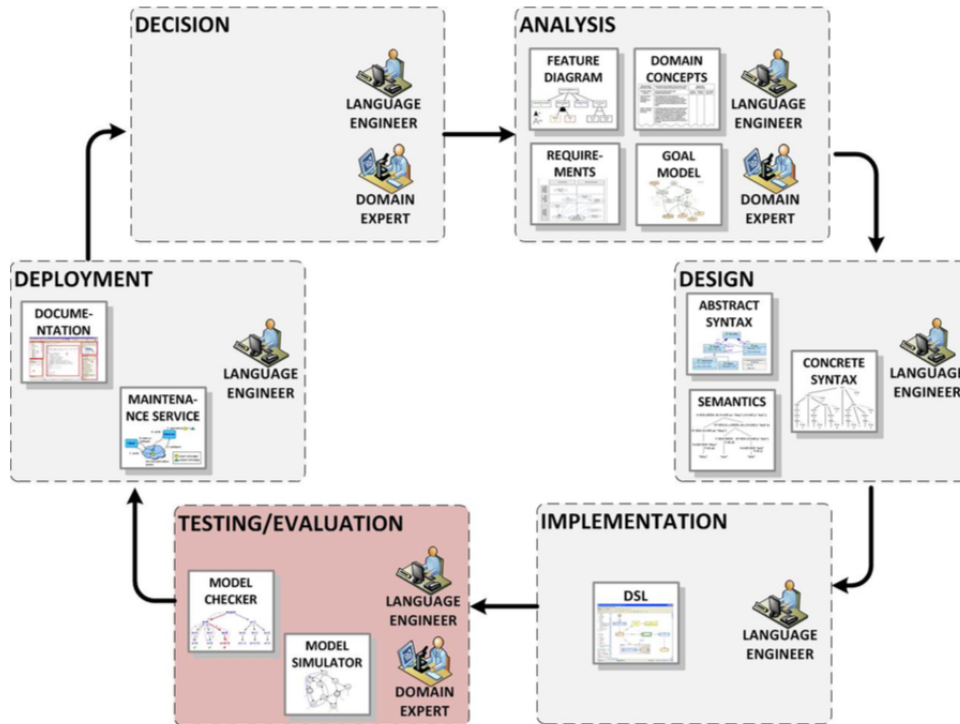 DECISION
LANGUAGE
ENGINEER
DOMAIN
EXPERT
ANALYSIS
FEATURE
DIAGRAM
DOMAIN
CONCEPTS
LANGUAGE
ENGINEER
REQUIRE-
MENTS
GOAL
MODEL
DOMAIN
EXPERT
DESIGN
ABSTRACT
SYNTAX
CONCRETE
SYNTAX
LANGUAGE
ENGINEER
SEMANTICS
IMPLEMENTATION
DSL
LANGUAGE
ENGINEER
TESTING/EVALUATION
MODEL
CHECKER
LANGUAGE
ENGINEER
MODEL
SIMULATOR
DOMAIN
EXPERT
DEPLOYMENT
DOCUME-
NTATION
LANGUAGE
ENGINEER
MAINTENA-
NCE SERVICE